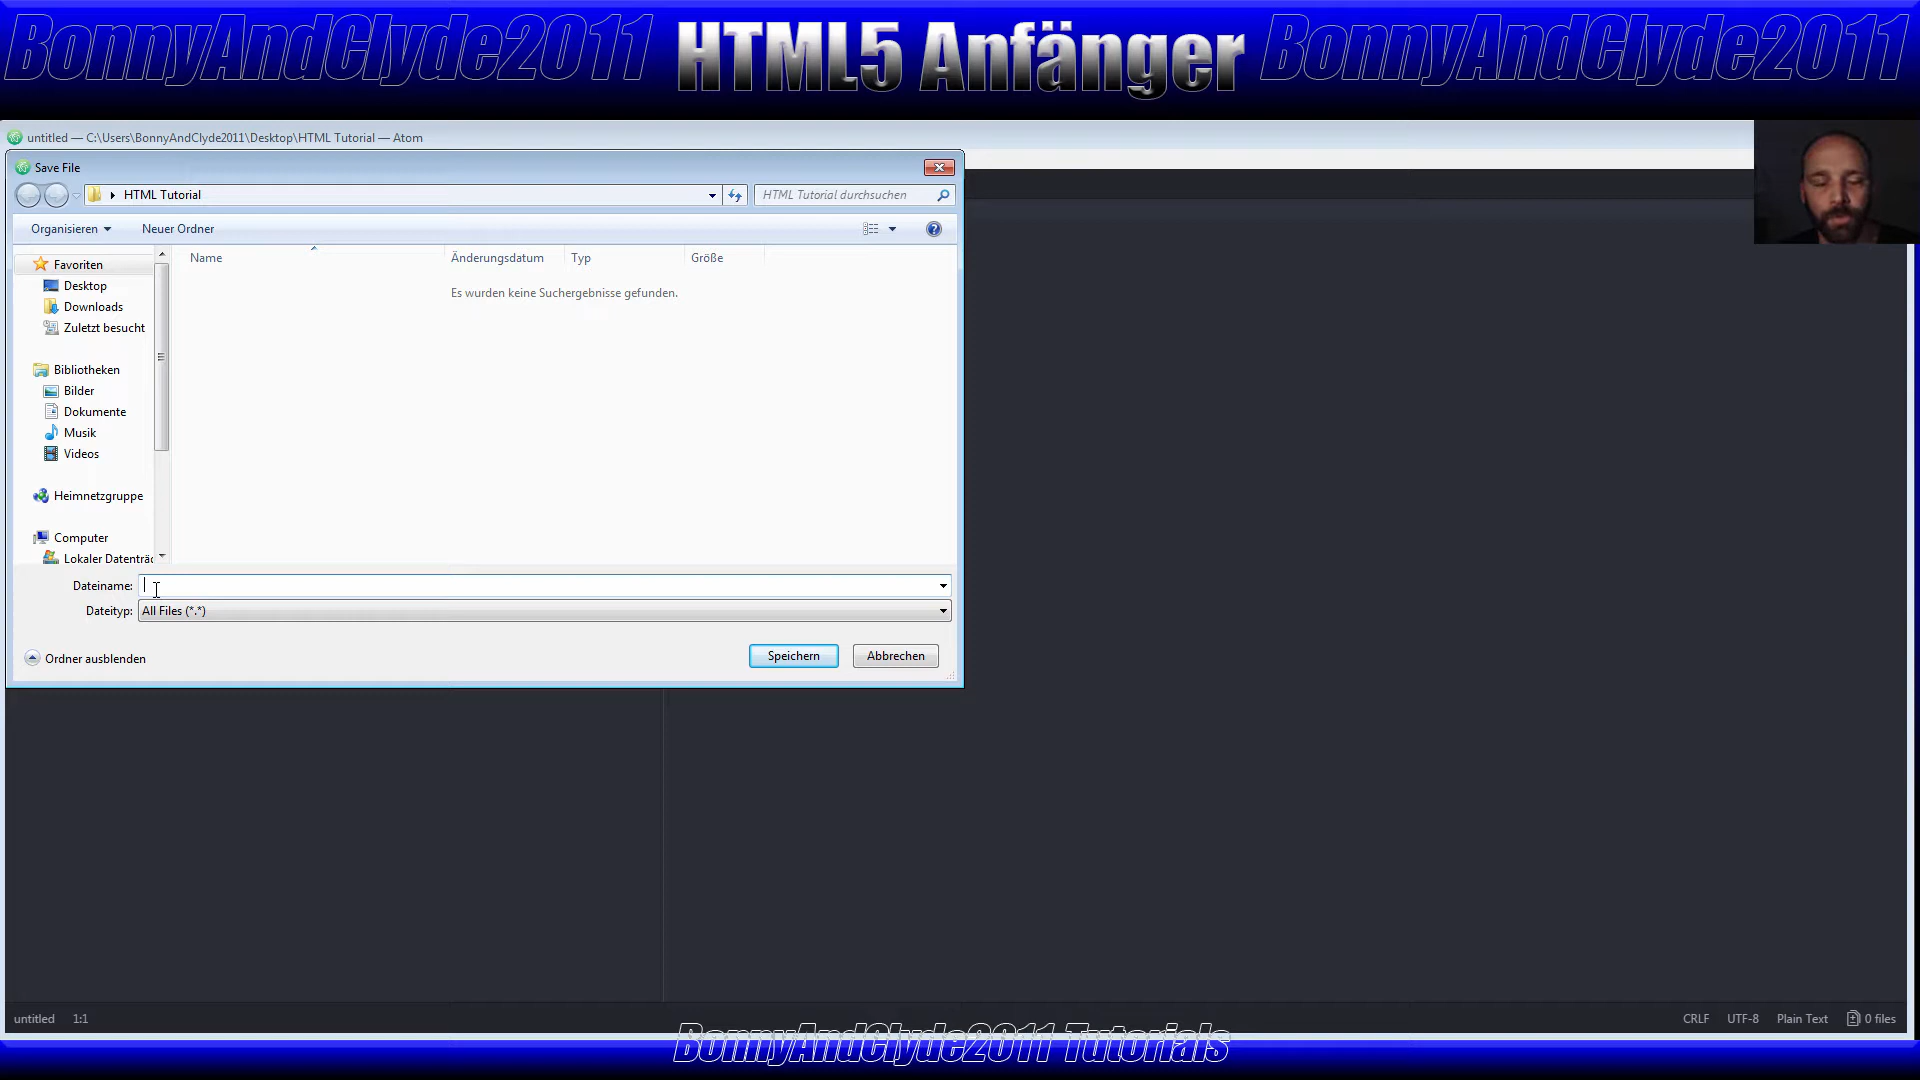 BonnyAndClyde2011 HTML5 Anfänger BonnyAndClyde2011
untitled — C:\Users\BonnyAndClyde2011\Desktop\HTML Tutorial — Atom
Save File
HTML Tutorial
HTML Tutorial durchsuchen
Organisieren
Neuer Ordner
Name
Änderungsdatum
Typ
Größe
Es wurden keine Suchergebnisse gefunden.
Favoriten
Desktop
Downloads
Zuletzt besucht
Bibliotheken
Bilder
Dokumente
Musik
Videos
Heimnetzgruppe
Computer
Lokaler Datenträ
Dateiname:
Dateityp: All Files (*.*)
Ordner ausblenden
Speichern
Abbrechen
untitled 1:1
CRLF UTF-8 Plain Text 0 files
BonnyAndClyde2011 Tutorials